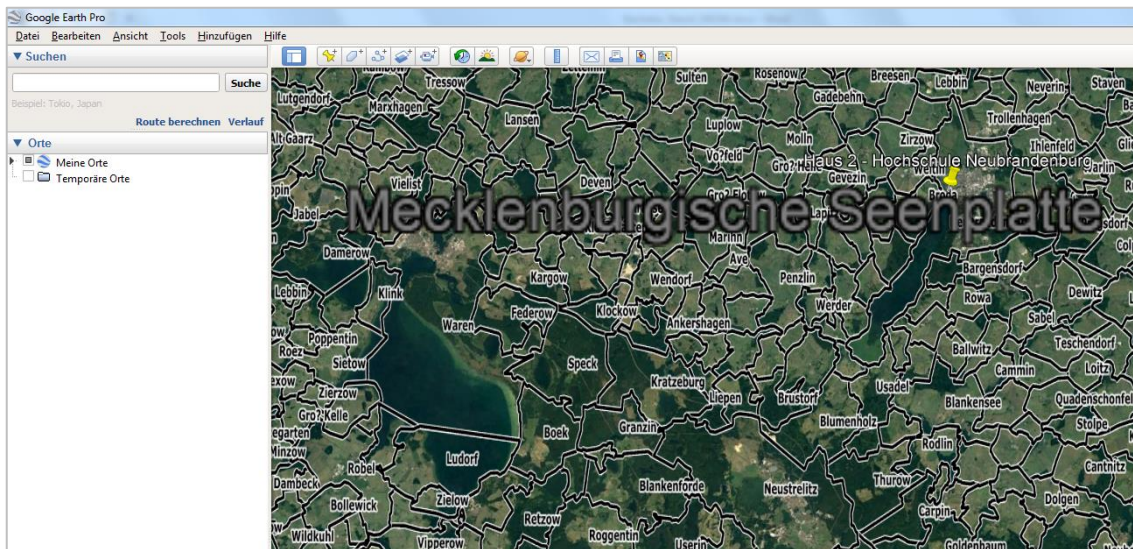 Google Earth Pro
Datei Bearbeiten Ansicht Tools Hinzufügen Hilfe
Suchen
Suche
Beispiel: Tokio, Japan
Route berechnen Verlauf
Orte
Meine Orte
Temporäre Orte
Tressow Sulten Rosenow Breesen Lebbin Neverin Staven
Lutgendorf Marxhagen Gadebehn
Lansen Luplow Molln Zirzow Trollenhagen
Alt Gaarz Vo?feld Ihlenfeld
Gro? Helle Gevezin
Haus 2 - Hochschule Neubrandenburg
Vielist Deven Broda
Jabel Mecklenburgische Seenplatte
Marihn
Damerow Ave Bargensdorf
Lebbin Klink Kargow Wendorf Penzlin Rowa Dewitz
Federow Klockow Werder Sabel
Poppentin Waren Ankershagen Teschendorf
Roez Ballwitz
Sietow Speck Cammin Loitz
Zierzow Kratzeburg Usadel
Liepen Brustorf Blankensee Quadenschonfel
Gro? Kelle Blumenholz Stolpe
Boek Granzin
Minzow Rodlin
Robel Ludorf Cantnitz
Dambeck Blankenforde Neustrelitz Thurow
Bollewick Zielow Dolgen
Retzow Carpin
Wildkuhl Vipperow Roggentin Userin Goldenbaum